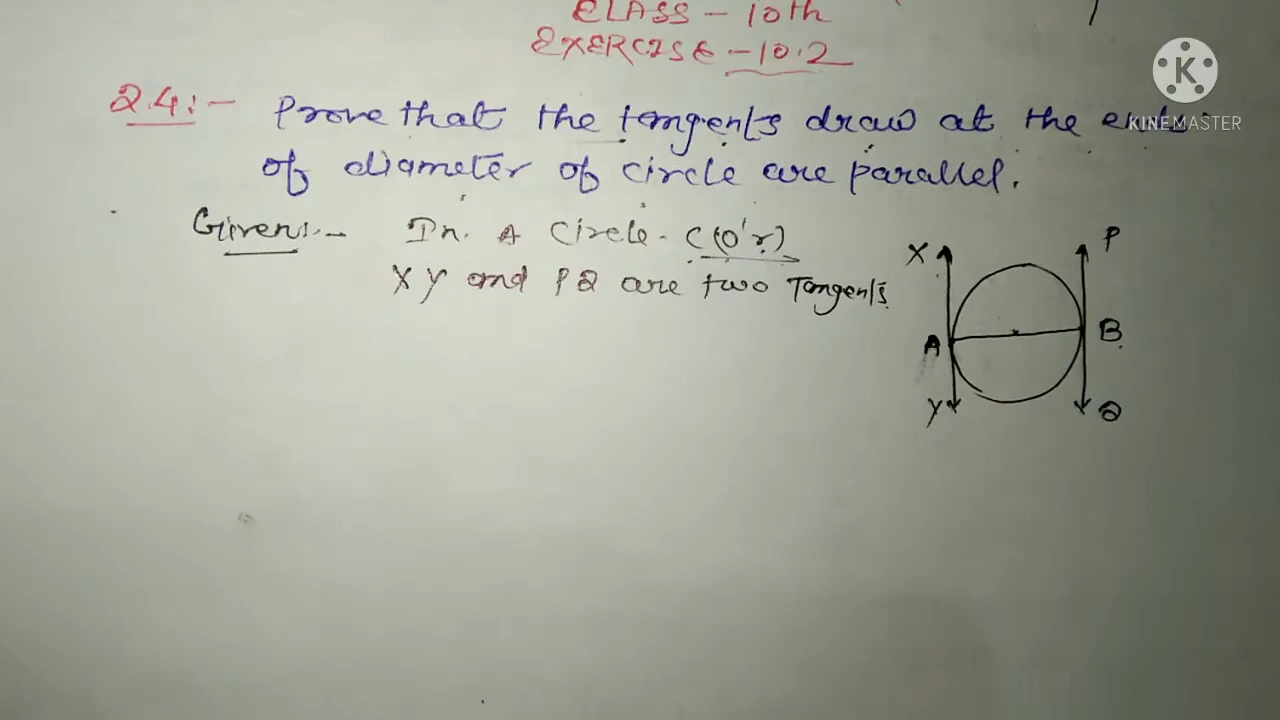 CLASS - 10th
EXERCISE - 10.2
Q.4:- Prove that the tangents draw at the ends
of diameter of circle are parallel.
Given:- In. A Circle. C(O'r)
XY and PQ are two Tangents.
X
P
A
B
Y
Q
K
KINEMASTER